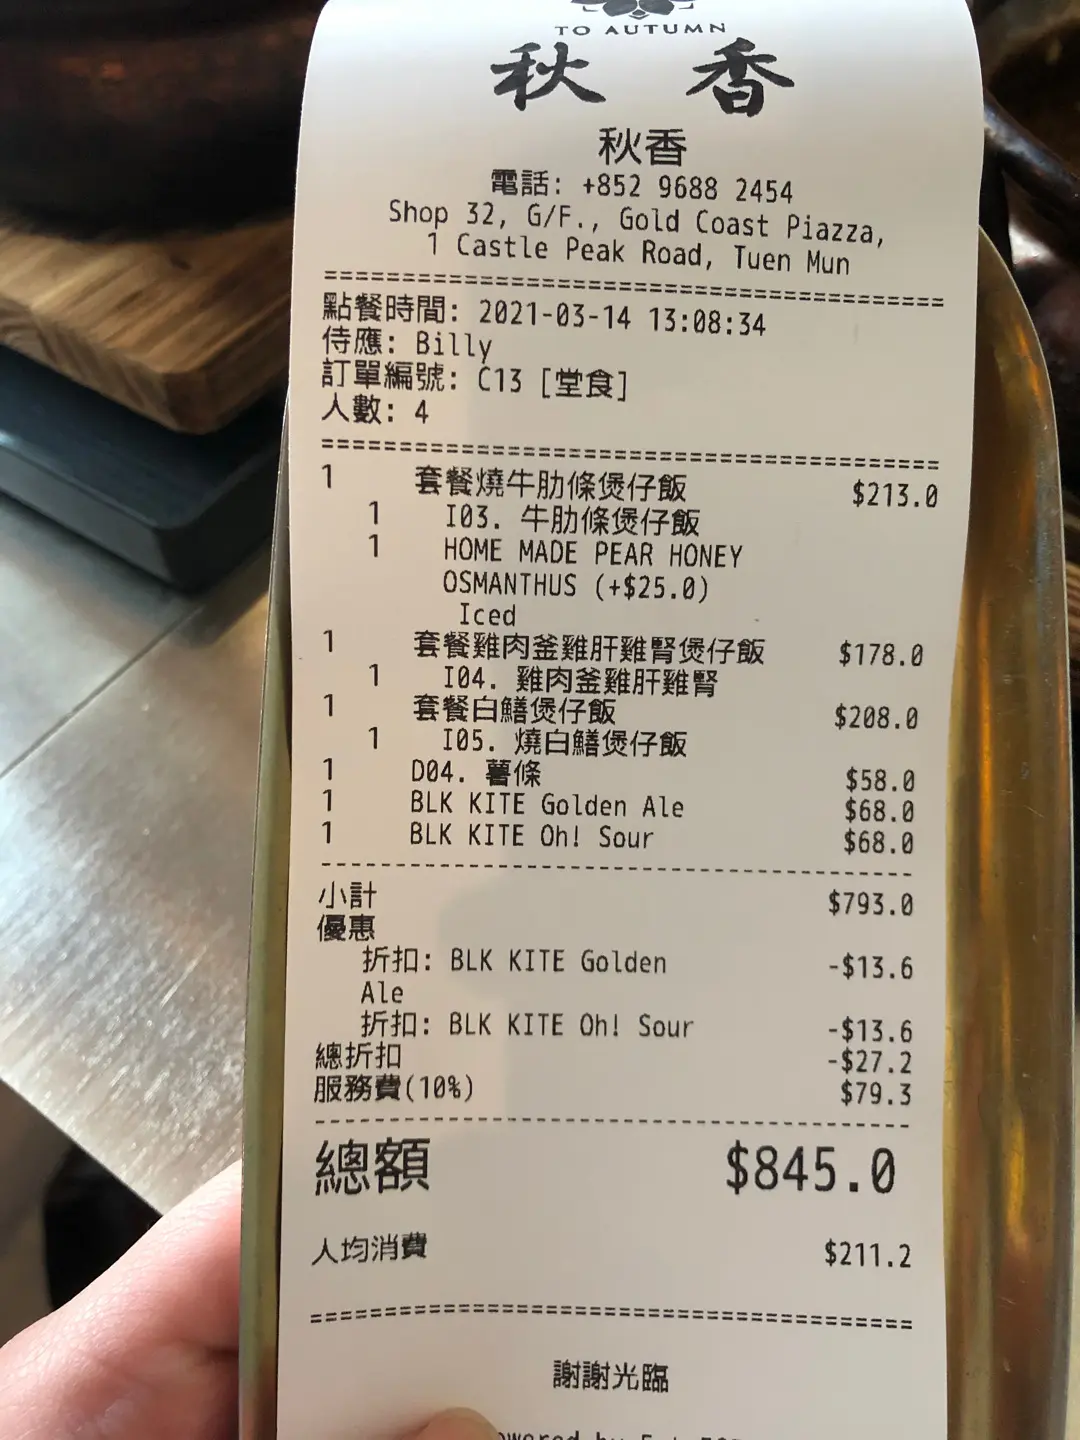 TO AUTUMN
秋 香
秋香
電話: +852 9688 2454
Shop 32, G/F., Gold Coast Piazza,
1 Castle Peak Road, Tuen Mun
================================
點餐時間: 2021-03-14 13:08:34
侍應: Billy
訂單編號: C13 [堂食]
人數: 4
================================
1 套餐燒牛肋條煲仔飯 $213.0
1 I03. 牛肋條煲仔飯
1 HOME MADE PEAR HONEY
OSMANTHUS (+$25.0)
Iced
1 套餐雞肉釜雞肝雞腎煲仔飯 $178.0
1 I04. 雞肉釜雞肝雞腎
1 套餐白鱔煲仔飯 $208.0
1 I05. 燒白鱔煲仔飯
1 D04. 薯條 $58.0
1 BLK KITE Golden Ale $68.0
1 BLK KITE Oh! Sour $68.0
--------------------------------
小計 $793.0
優惠
折扣: BLK KITE Golden -$13.6
Ale
折扣: BLK KITE Oh! Sour -$13.6
總折扣 -$27.2
服務費(10%) $79.3
--------------------------------
總額 $845.0
人均消費 $211.2
================================
謝謝光臨